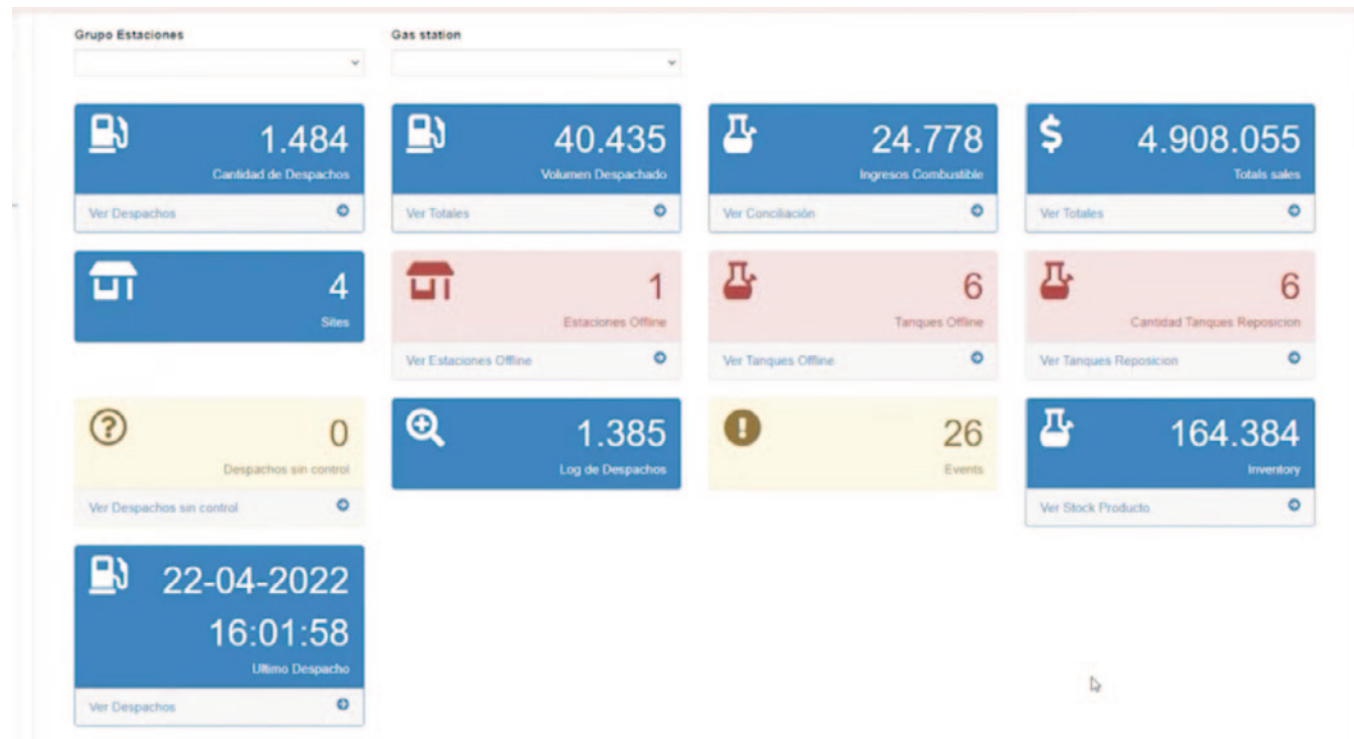 Grupo Estaciones
Gas station
1.484
Cantidad de Despachos
Ver Despachos
40.435
Volumen Despachado
Ver Totales
24.778
Ingresos Combustible
Ver Conciliación
4.908.055
Totals sales
Ver Totales
4
Sites
1
Estaciones Offline
Ver Estaciones Offline
6
Tanques Offline
Ver Tanques Offline
6
Cantidad Tanques Reposicion
Ver Tanques Reposicion
0
Despachos sin control
Ver Despachos sin control
1.385
Log de Despachos
26
Events
164.384
Inventory
Ver Stock Producto
22-04-2022
16:01:58
Ultimo Despacho
Ver Despachos